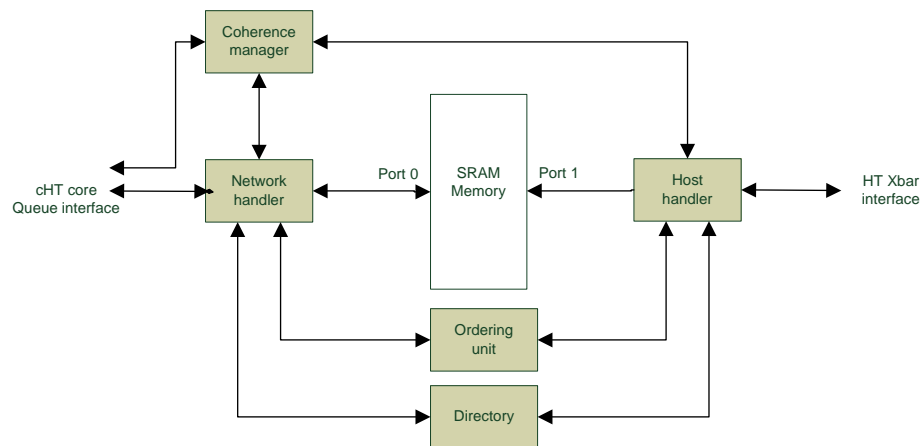 Coherence
manager
cHT core
Queue interface
Network
handler
Port 0
SRAM
Memory
Port 1
Host
handler
HT Xbar
interface
Ordering
unit
Directory